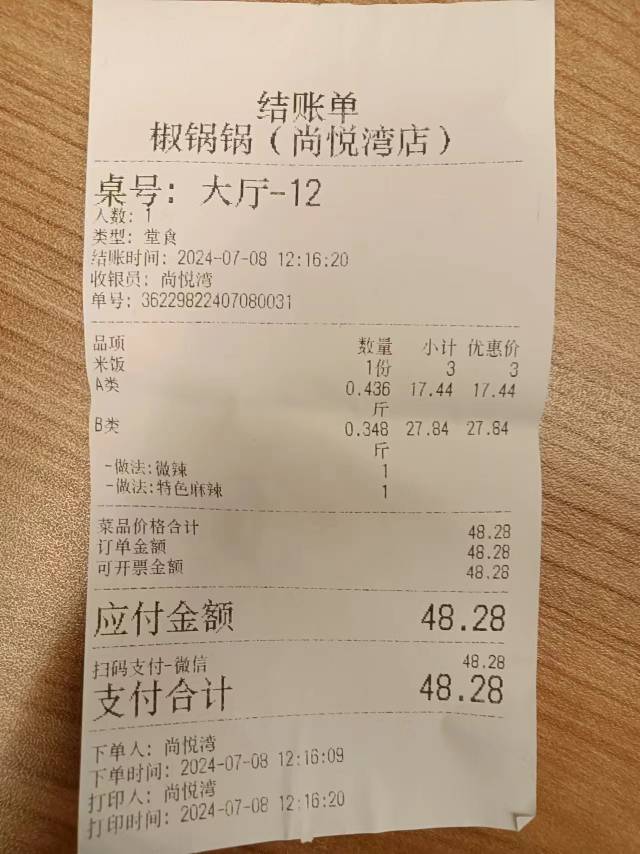 结账单
椒锅锅（尚悦湾店）
桌号: 大厅-12
人数: 1
类型: 堂食
结账时间: 2024-07-08 12:16:20
收银员: 尚悦湾
单号: 36229822407080031
品项 数量 小计 优惠价
米饭 1份 3 3
A类 0.436 17.44 17.44
斤
B类 0.348 27.84 27.84
斤
-做法:微辣 1
-做法:特色麻辣 1
菜品价格合计 48.28
订单金额 48.28
可开票金额 48.28
应付金额 48.28
扫码支付-微信 48.28
支付合计 48.28
下单人: 尚悦湾
下单时间: 2024-07-08 12:16:09
打印人: 尚悦湾
打印时间: 2024-07-08 12:16:20